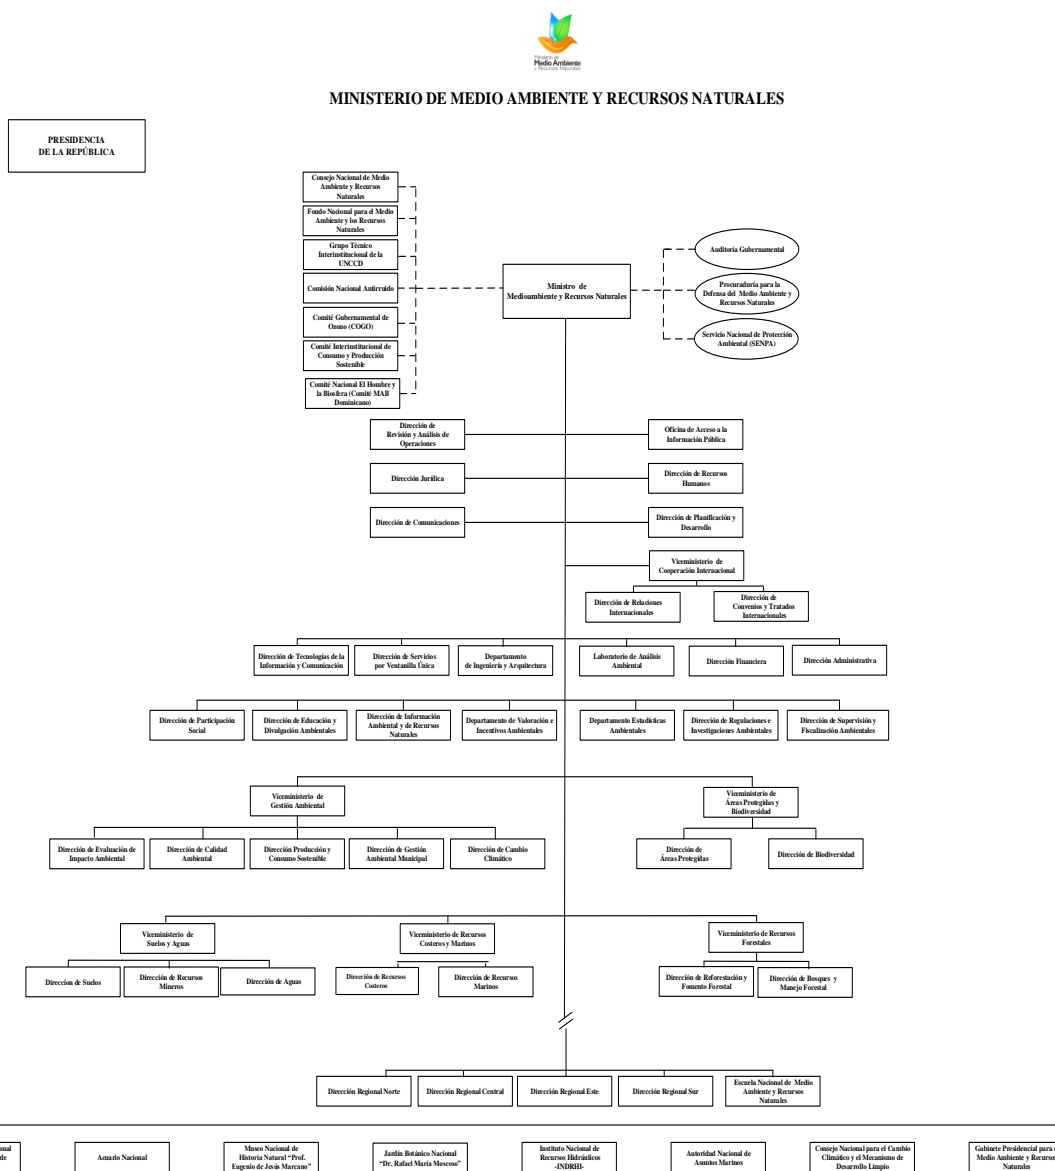 Ministerio de
Medio Ambiente
y Recursos Naturales
MINISTERIO DE MEDIO AMBIENTE Y RECURSOS NATURALES
PRESIDENCIA
DE LA REPÚBLICA
Consejo Nacional de Medio
Ambiente y Recursos
Naturales
Fondo Nacional para el Medio
Ambiente y los Recursos
Naturales
Grupo Técnico
Interinstitucional de la
UNCCD
Comisión Nacional Antirruído
Comité Gubernamental de
Ozono (COGO)
Comité Interinstitucional de
Consumo y Producción
Sostenible
Comité Nacional El Hombre y
la Biosfera (Comité MAB
Dominicano)
Ministro de
Medioambiente y Recursos Naturales
Auditoría Gubernamental
Procuraduría para la
Defensa del Medio Ambiente y
Recursos Naturales
Servicio Nacional de Protección
Ambiental (SENPA)
Dirección de
Revisión y Análisis de
Operaciones
Oficina de Acceso a la
Información Pública
Dirección Jurídica
Dirección de Recursos
Humanos
Dirección de Comunicaciones
Dirección de Planificación y
Desarrollo
Viceministerio de
Cooperación Internacional
Dirección de Relaciones
Internacionales
Dirección de
Convenios y Tratados
Internacionales
Dirección de Tecnologías de la
Información y Comunicación
Dirección de Servicios
por Ventanilla Única
Departamento
de Ingeniería y Arquitectura
Laboratorio de Análisis
Ambiental
Dirección Financiera
Dirección Administrativa
Dirección de Participación
Social
Dirección de Educación y
Divulgación Ambientales
Dirección de Información
Ambiental y de Recursos
Naturales
Departamento de Valoración e
Incentivos Ambientales
Departamento Estadísticas
Ambientales
Dirección de Regulaciones e
Investigaciones Ambientales
Dirección de Supervisión y
Fiscalización Ambientales
Viceministerio de
Gestión Ambiental
Viceministerio de
Áreas Protegidas y
Biodiversidad
Dirección de Evaluación de
Impacto Ambiental
Dirección de Calidad
Ambiental
Dirección Producción y
Consumo Sostenible
Dirección de Gestión
Ambiental Municipal
Dirección de Cambio
Climático
Dirección de
Áreas Protegidas
Dirección de Biodiversidad
Viceministerio de
Suelos y Aguas
Viceministerio de Recursos
Costeros y Marinos
Viceministerio de Recursos
Forestales
Direccion de Suelos
Dirección de Recursos
Mineros
Dirección de Aguas
Dirección de Recursos
Costeros
Dirección de Recursos
Marinos
Dirección de Reforestación y
Fomento Forestal
Dirección de Bosques y
Manejo Forestal
Dirección Regional Norte
Dirección Regional Central
Dirección Regional Este
Dirección Regional Sur
Escuela Nacional de Medio
Ambiente y Recursos
Naturales
de
Acuario Nacional
Museo Nacional de
Historia Natural "Prof.
Eugenio de Jesús Marcano"
Jardín Botánico Nacional
"Dr. Rafael María Moscoso"
Instituto Nacional de
Recursos Hidráulicos
-INDRHI-
Autoridad Nacional de
Asuntos Marinos
Consejo Nacional para el Cambio
Climático y el Mecanismo de
Desarrollo Limpio
Gabinete Presidencial para
Medio Ambiente y Recursos
Naturales